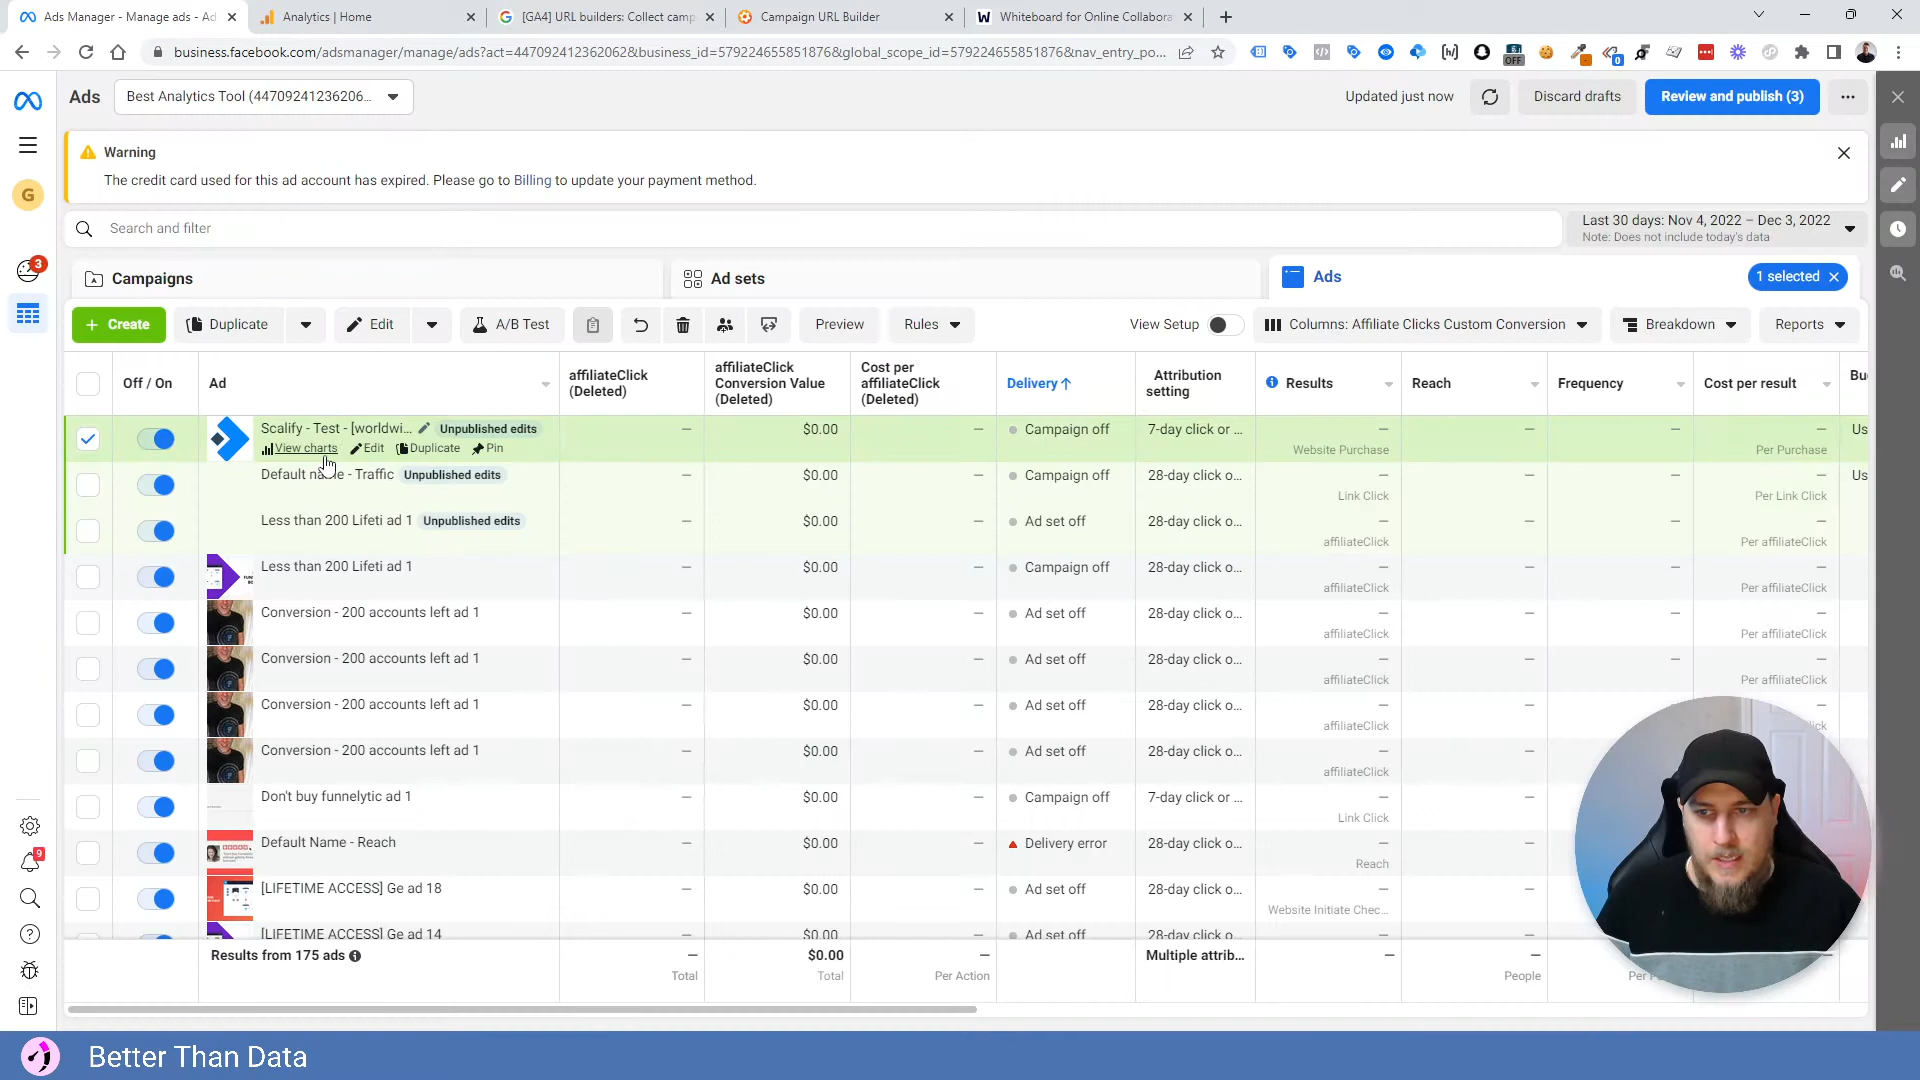 Ads Manager - Manage ads - Ad
Analytics | Home
[GA4] URL builders: Collect camp
Campaign URL Builder
Whiteboard for Online Collabora
business.facebook.com/adsmanager/manage/ads?act=447092412362062&business_id=579224655851876&global_scope_id=579224655851876&nav_entry_po...
OFF
0
Ads
Best Analytics Tool (44709241236206...
Updated just now
Discard drafts
Review and publish (3)
G
3
Warning
The credit card used for this ad account has expired. Please go to Billing to update your payment method.
Search and filter
Last 30 days: Nov 4, 2022 – Dec 3, 2022
Note: Does not include today's data
Campaigns
Ad sets
Ads
1 selected
+ Create
Duplicate
Edit
A/B Test
Preview
Rules
View Setup
Columns: Affiliate Clicks Custom Conversion
Breakdown
Reports
Off / On
Ad
affiliateClick (Deleted)
affiliateClick Conversion Value (Deleted)
Cost per affiliateClick (Deleted)
Delivery ↑
Attribution setting
Results
Reach
Frequency
Cost per result
Bu
Scalify - Test - [worldwi... Unpublished edits — $0.00 — Campaign off 7-day click or ... — — — — Us
View charts Edit Duplicate Pin Website Purchase Per Purchase
Default name - Traffic Unpublished edits — $0.00 — Campaign off 28-day click o... — — — — Us
Link Click Per Link Click
Less than 200 Lifeti ad 1 Unpublished edits — $0.00 — Ad set off 28-day click o... — — — —
affiliateClick Per affiliateClick
Less than 200 Lifeti ad 1 — $0.00 — Campaign off 28-day click o... — — — —
affiliateClick Per affiliateClick
Conversion - 200 accounts left ad 1 — $0.00 — Ad set off 28-day click o... — — — —
affiliateClick Per affiliateClick
Conversion - 200 accounts left ad 1 — $0.00 — Ad set off 28-day click o... — — — —
affiliateClick Per affiliateClick
Conversion - 200 accounts left ad 1 — $0.00 — Ad set off 28-day click o... — —
affiliateClick
Conversion - 200 accounts left ad 1 — $0.00 — Ad set off 28-day click o... — —
affiliateClick
Don't buy funnelytic ad 1 — $0.00 — Campaign off 7-day click or ... — —
Link Click
Default Name - Reach — $0.00 — Delivery error 28-day click o... — —
Reach
[LIFETIME ACCESS] Ge ad 18 — $0.00 — Ad set off 28-day click o... — —
Website Initiate Chec...
[LIFETIME ACCESS] Ge ad 14 — $0.00 — Ad set off 28-day click o... — —
Results from 175 ads — $0.00 — Multiple attrib... — —
Total Total Per Action People
9
Better Than Data